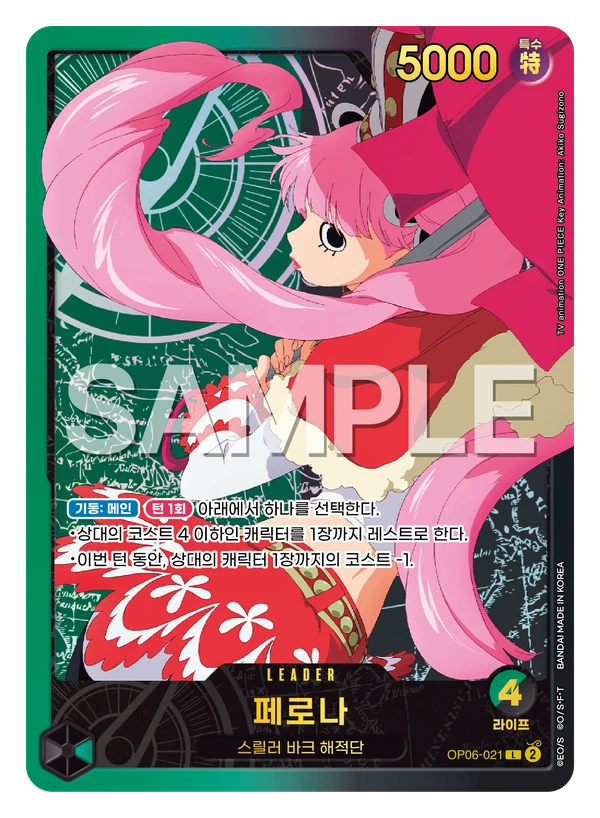 5000
특수
特
TV animation ONE PIECE Key Animation: Akiko Sugizono
SAMPLE
기동: 메인 턴 1회 아래에서 하나를 선택한다.
•상대의 코스트 4 이하인 캐릭터를 1장까지 레스트로 한다.
•이번 턴 동안, 상대의 캐릭터 1장까지의 코스트 -1.
LEADER
페로나
스릴러 바크 해적단
4
라이프
OP06-021 L 2
©EO/S ©O/S·F·T BANDAI MADE IN KOREA